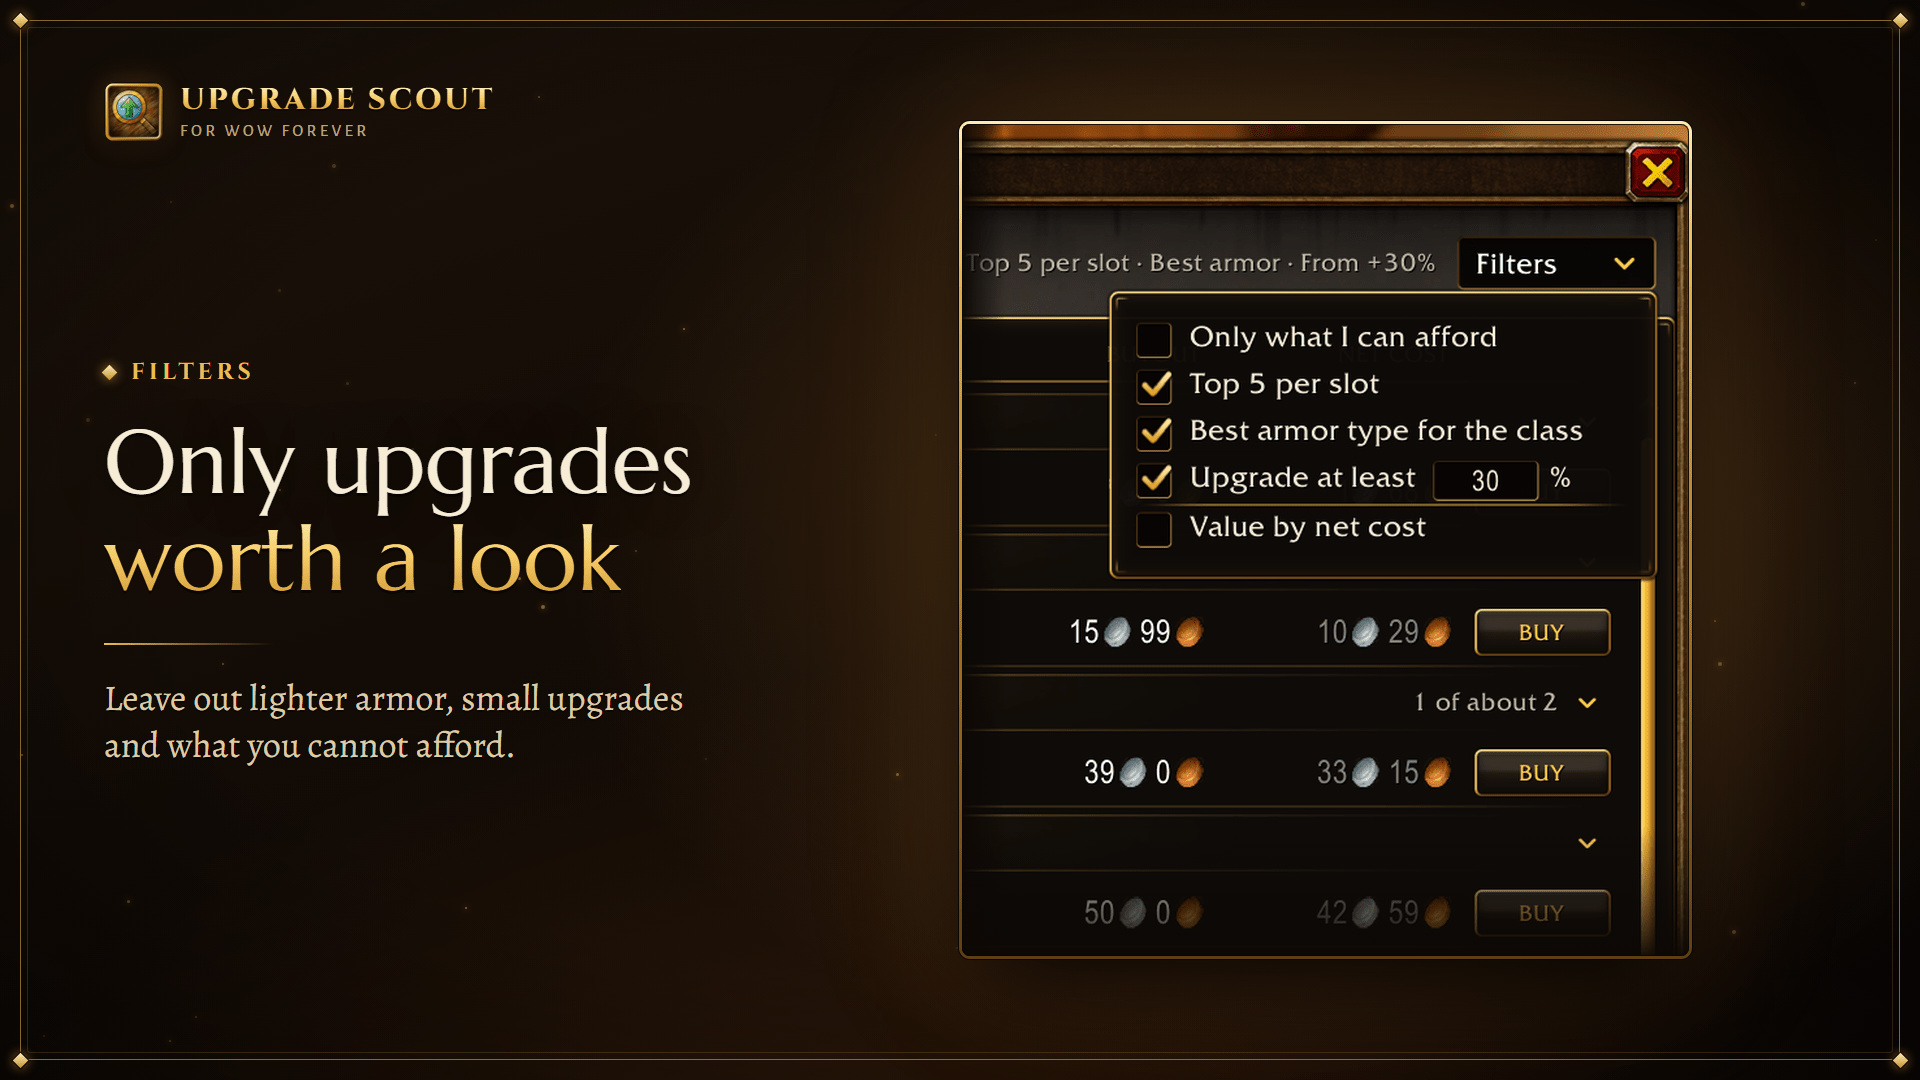 UPGRADE SCOUT
FOR WOW FOREVER
FILTERS
Only upgrades
worth a look
Leave out lighter armor, small upgrades
and what you cannot afford.
Top 5 per slot · Best armor · From +30%
Filters
Only what I can afford
Top 5 per slot
Best armor type for the class
Upgrade at least 30 %
Value by net cost
15 99 10 29 BUY
1 of about 2
39 0 33 15 BUY
50 0 42 59 BUY